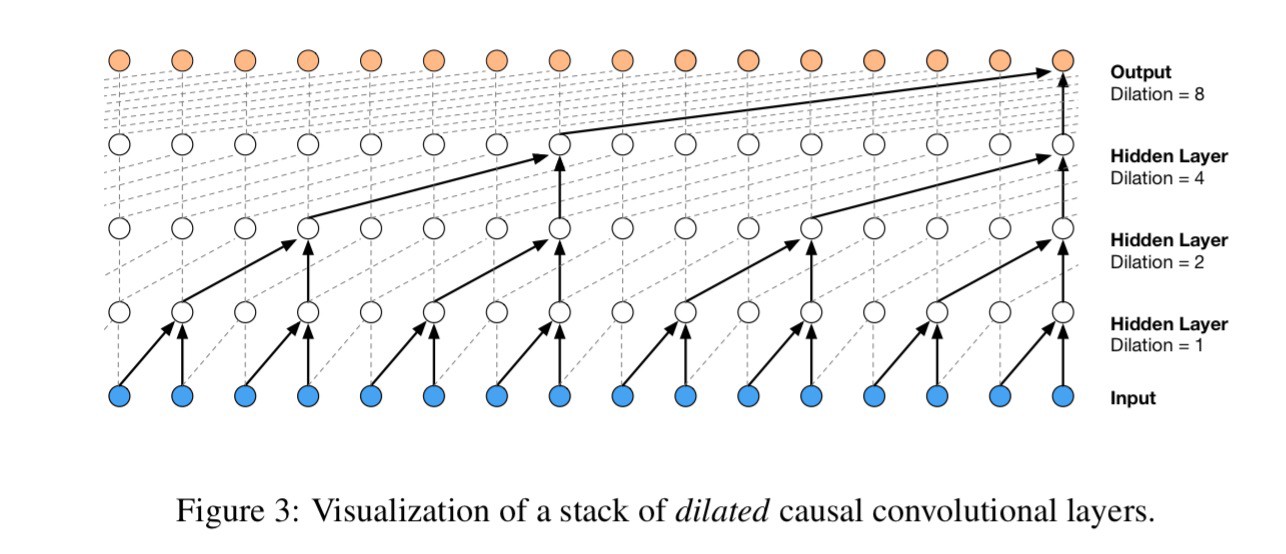 Output
Dilation = 8
Hidden Layer
Dilation = 4
Hidden Layer
Dilation = 2
Hidden Layer
Dilation = 1
Input
Figure 3: Visualization of a stack of dilated causal convolutional layers.